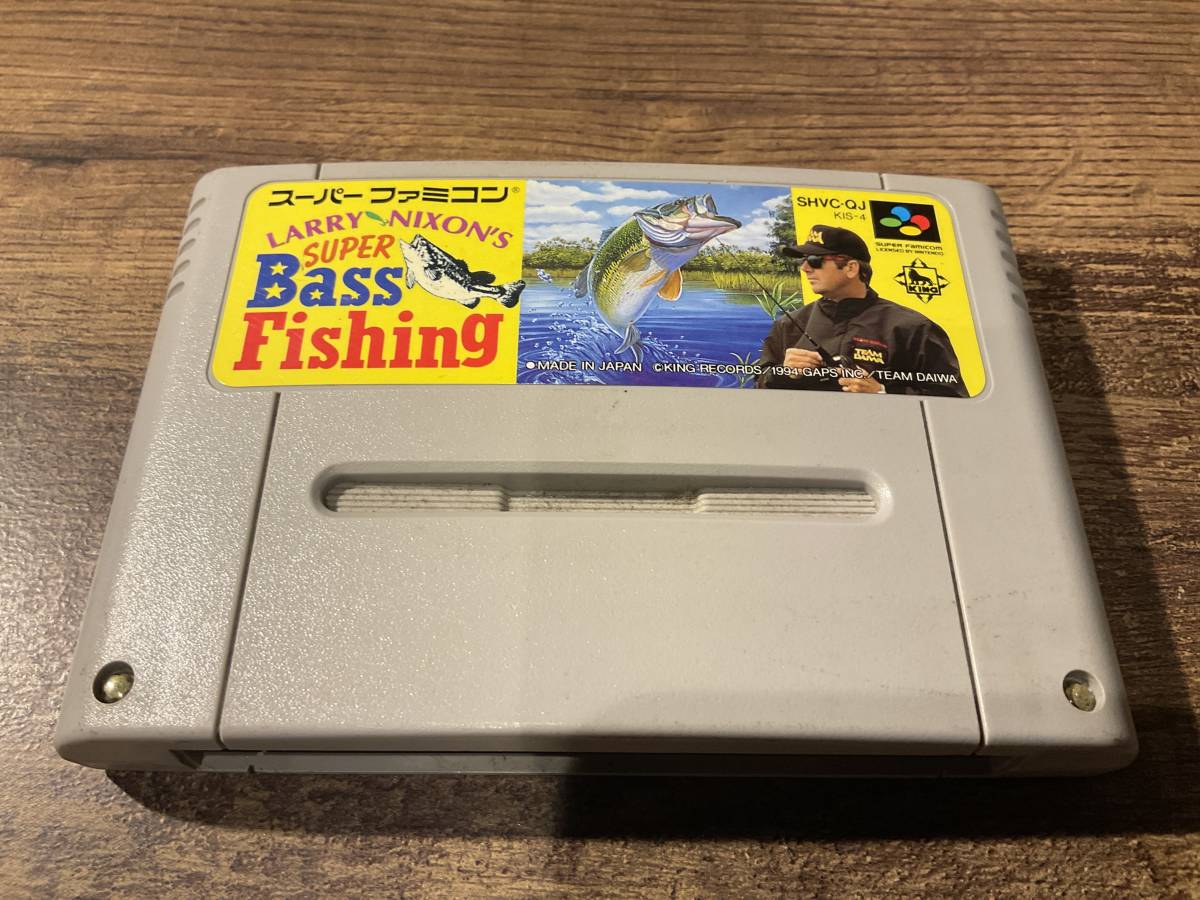 スーパーファミコン®
LARRY NIXON'S
SUPER
Bass
Fishing
SHVC-QJ
KIS-4
SUPER FAMICOM
LICENSED BY NINTENDO
KING
M
TEAM
DAIWA
●MADE IN JAPAN ©KING RECORDS/1994 GAPS INC./TEAM DAIWA